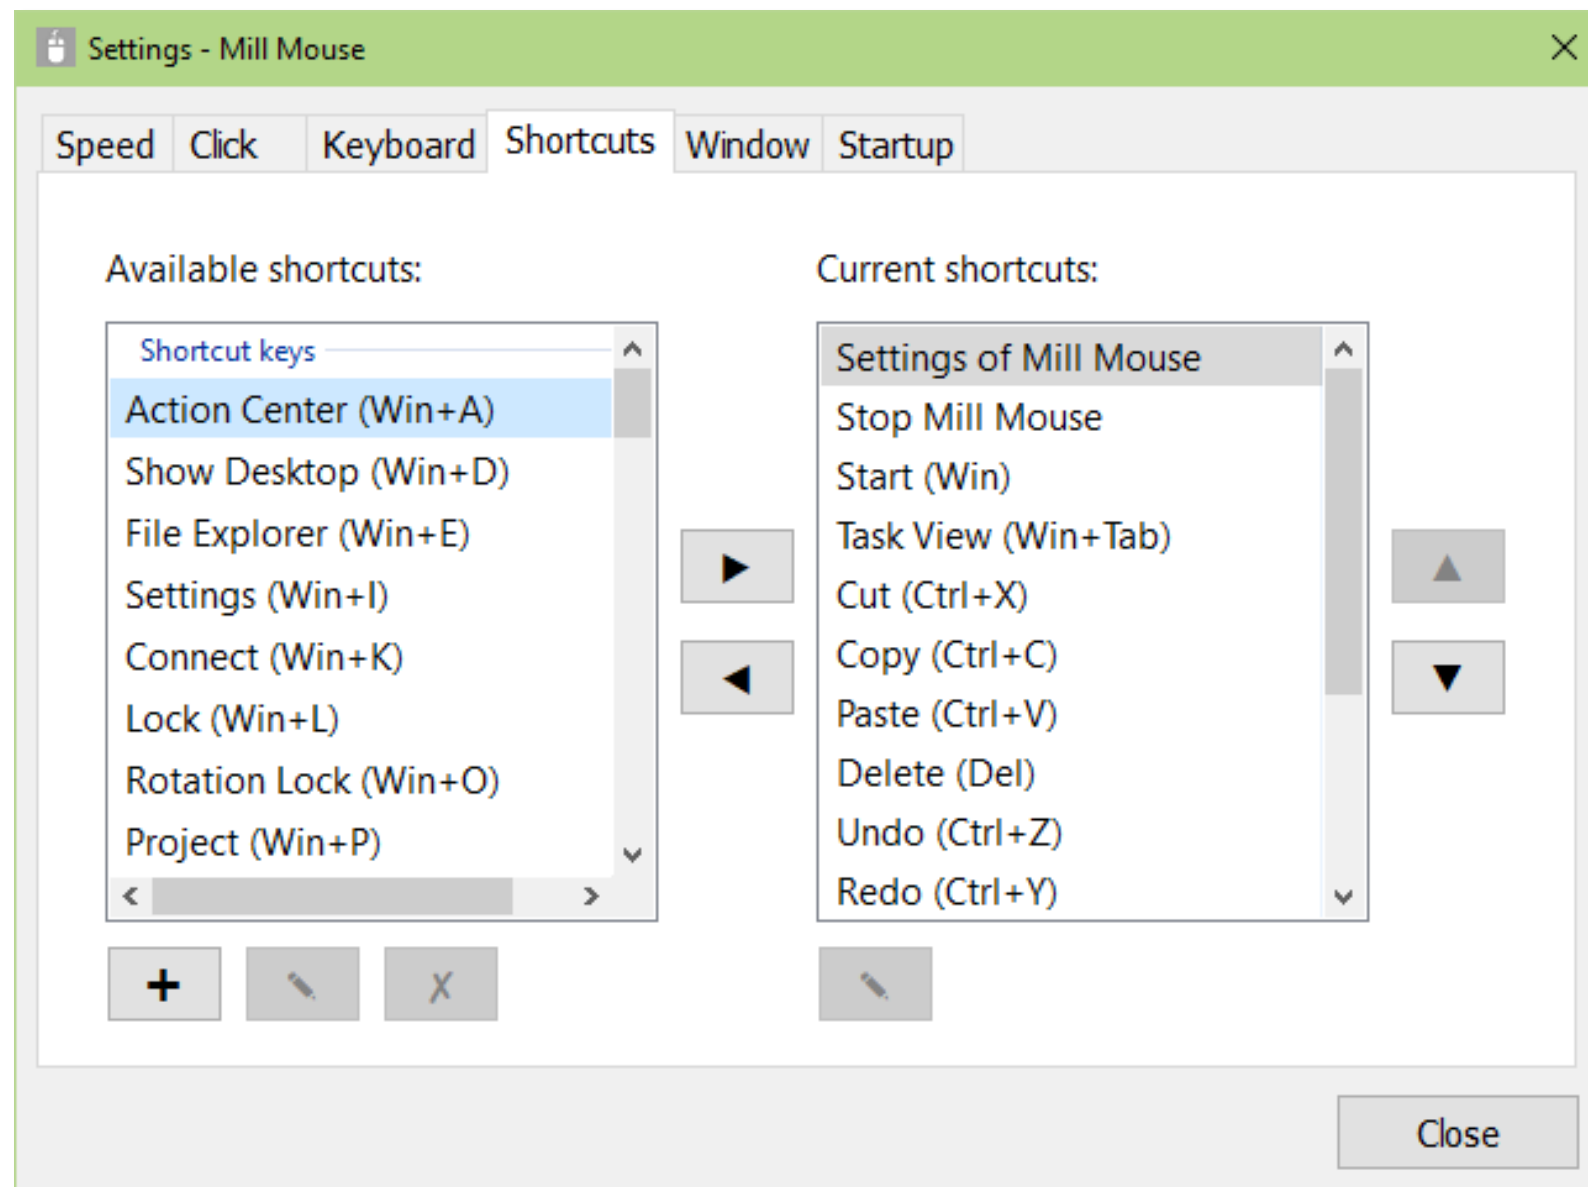 Settings - Mill Mouse
Speed
Click
Keyboard
Shortcuts
Window
Startup
Available shortcuts:
Shortcut keys
Action Center (Win+A)
Show Desktop (Win+D)
File Explorer (Win+E)
Settings (Win+I)
Connect (Win+K)
Lock (Win+L)
Rotation Lock (Win+O)
Project (Win+P)
Current shortcuts:
Settings of Mill Mouse
Stop Mill Mouse
Start (Win)
Task View (Win+Tab)
Cut (Ctrl+X)
Copy (Ctrl+C)
Paste (Ctrl+V)
Delete (Del)
Undo (Ctrl+Z)
Redo (Ctrl+Y)
Close